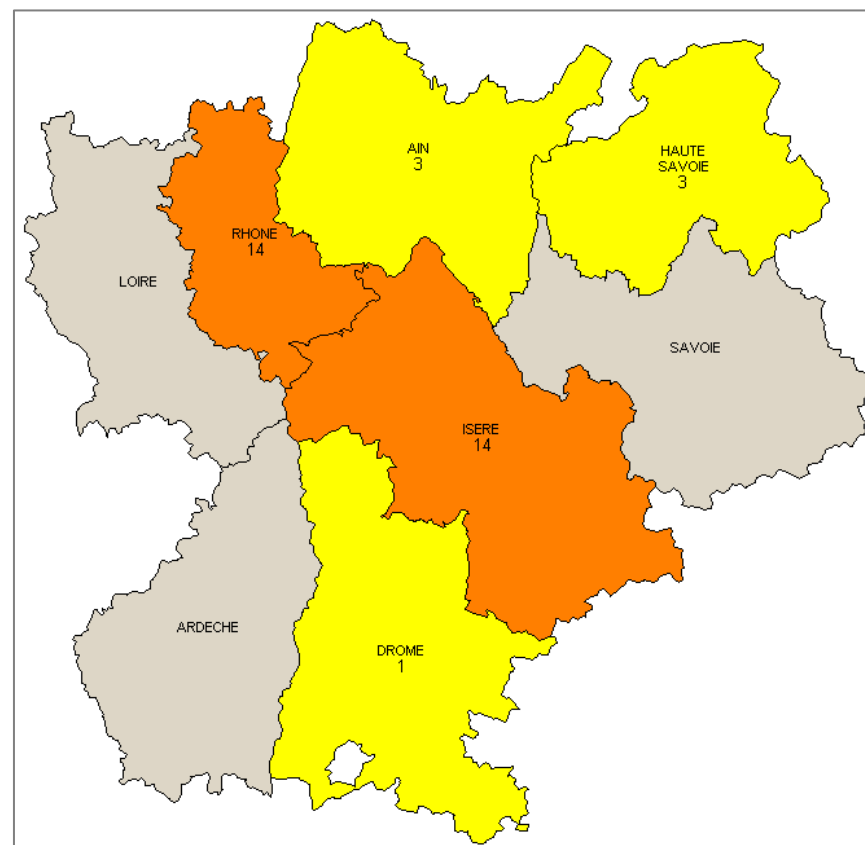 AIN
3
HAUTE
SAVOIE
3
RHONE
14
LOIRE
SAVOIE
ISERE
14
ARDECHE
DROME
1